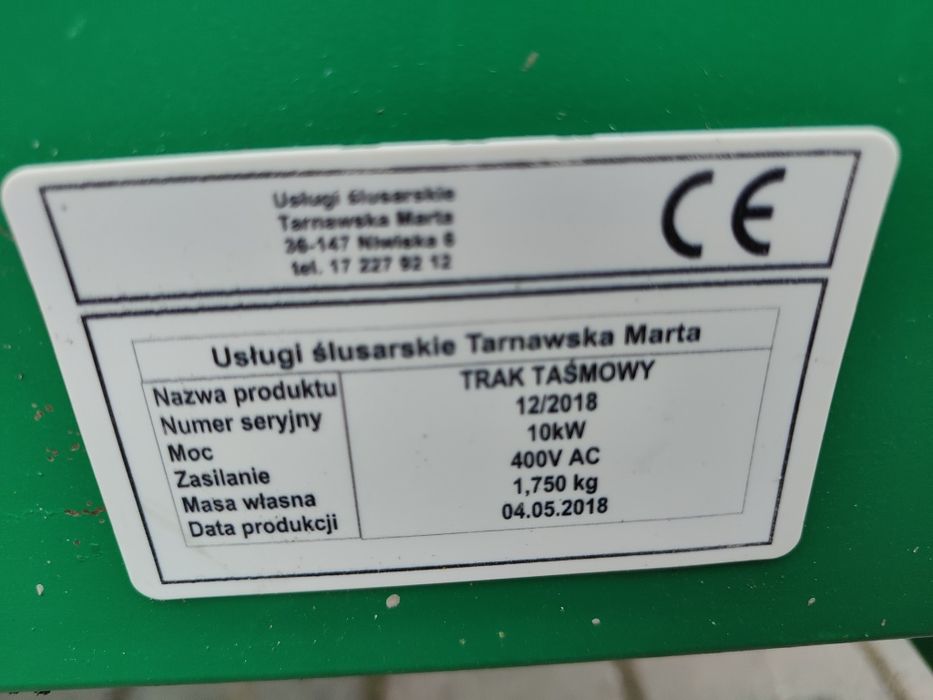 Usługi ślusarskie
Tarnawska Marta
36-147 Niwiska 6
tel. 17 227 92 12
CE
Usługi ślusarskie Tarnawska Marta
Nazwa produktu TRAK TAŚMOWY
Numer seryjny 12/2018
Moc 10kW
Zasilanie 400V AC
Masa własna 1,750 kg
Data produkcji 04.05.2018